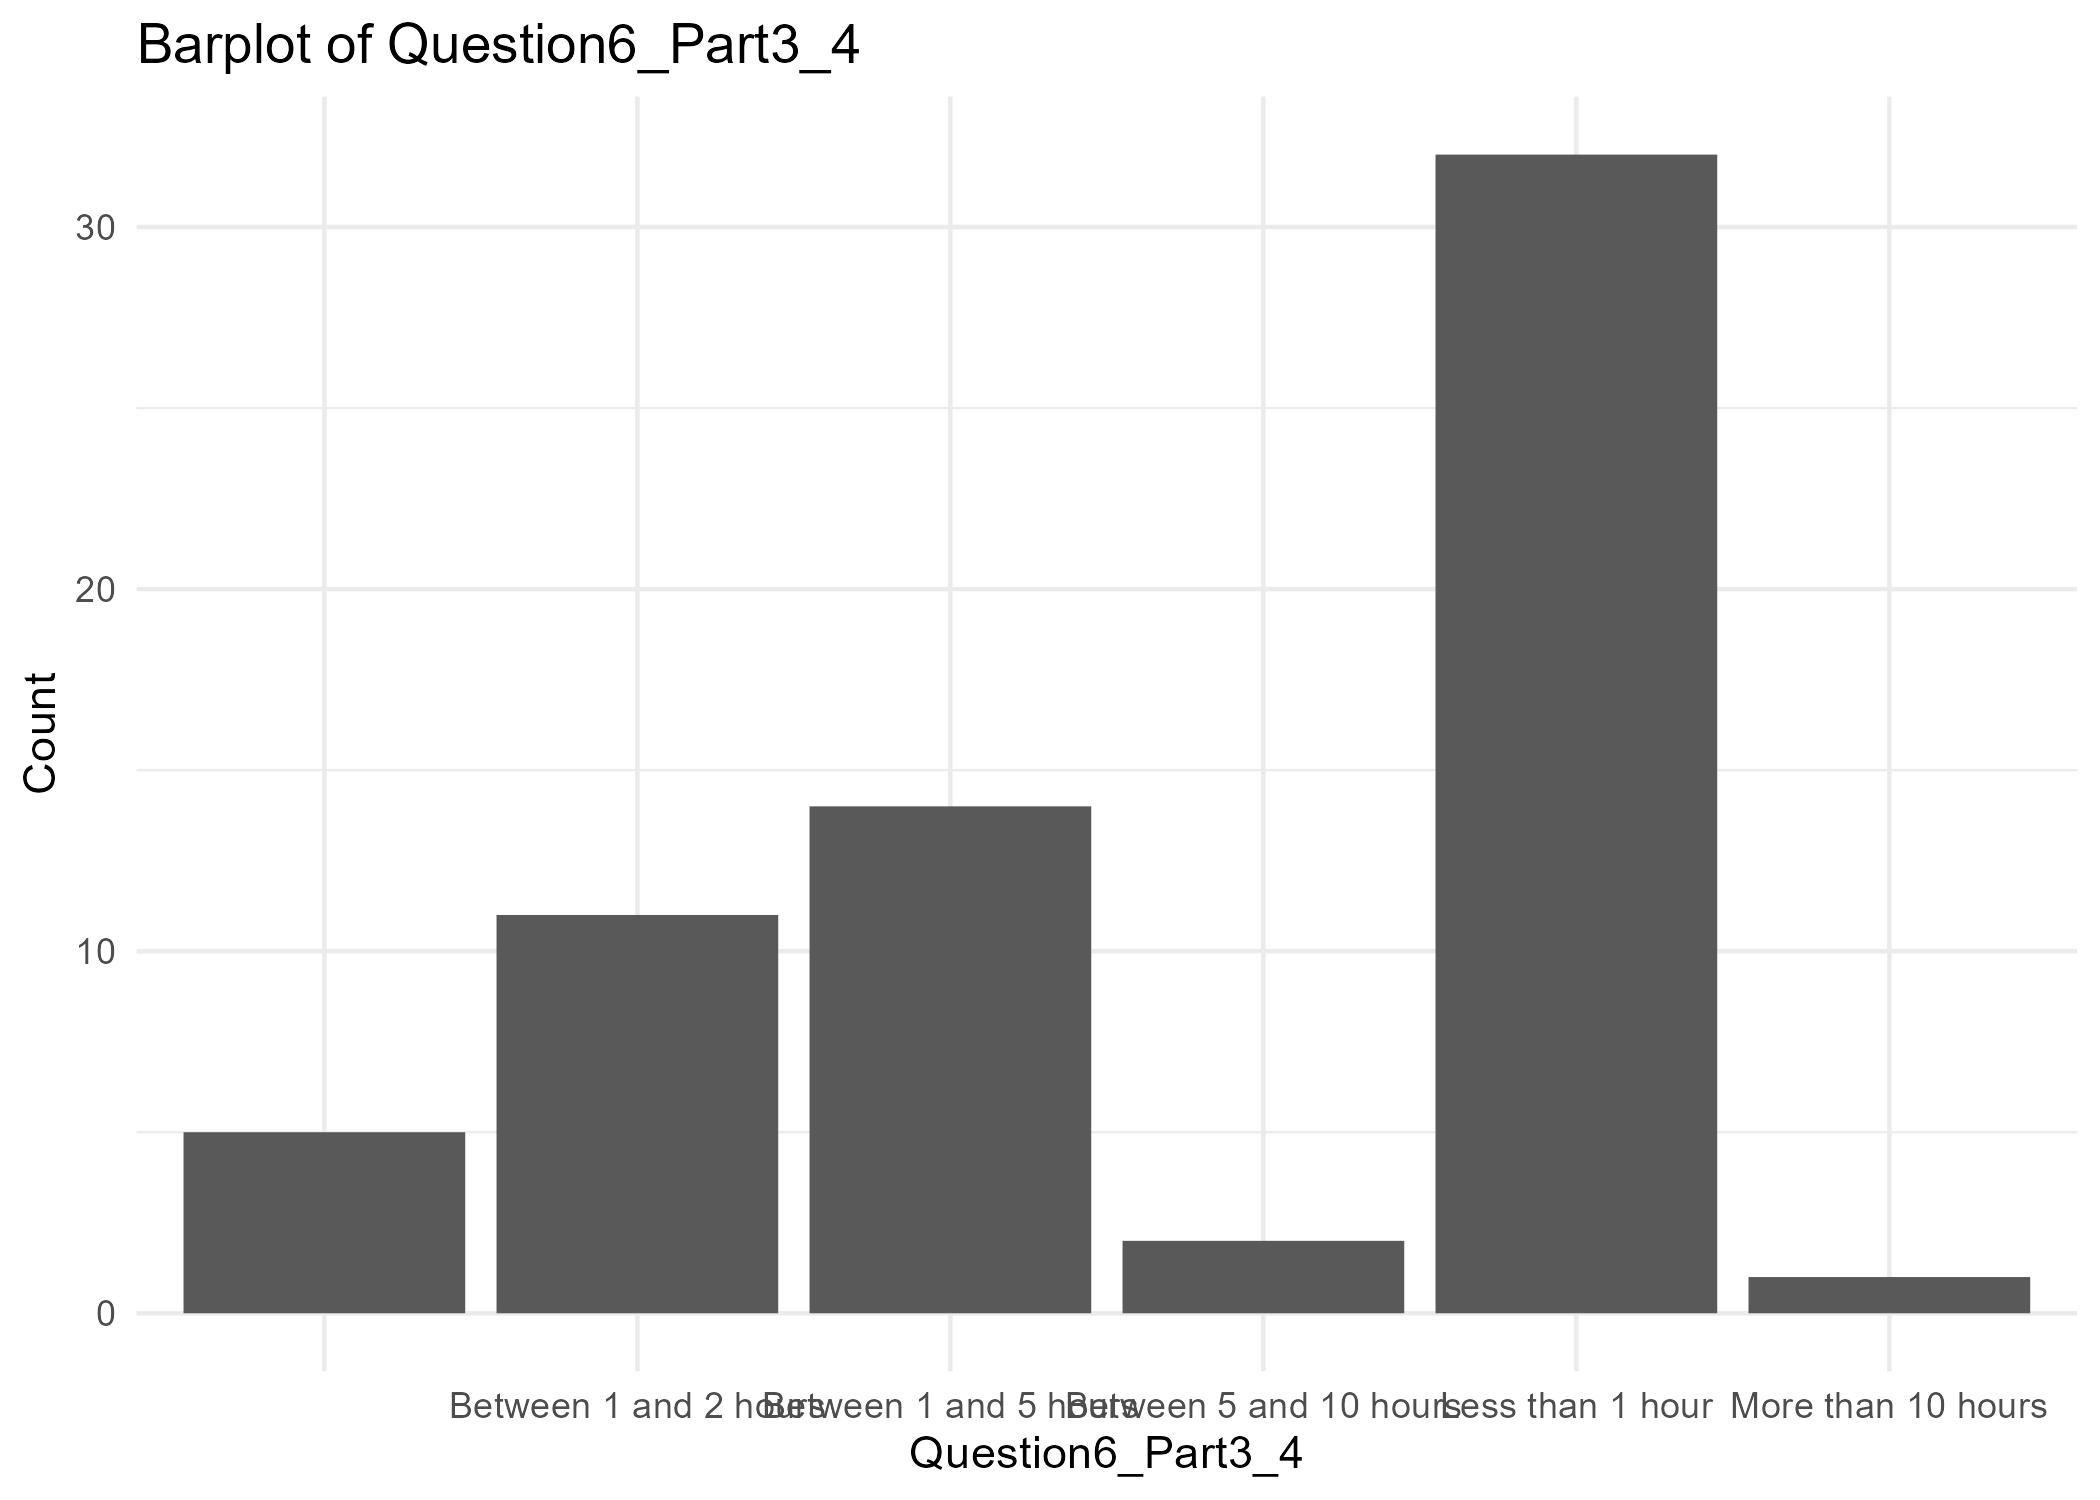 Barplot of Question6_Part3_4
30
20
10
0
Count
Between 1 and 2 hours
Between 1 and 5 hours
Between 5 and 10 hours
Less than 1 hour
More than 10 hours
Question6_Part3_4